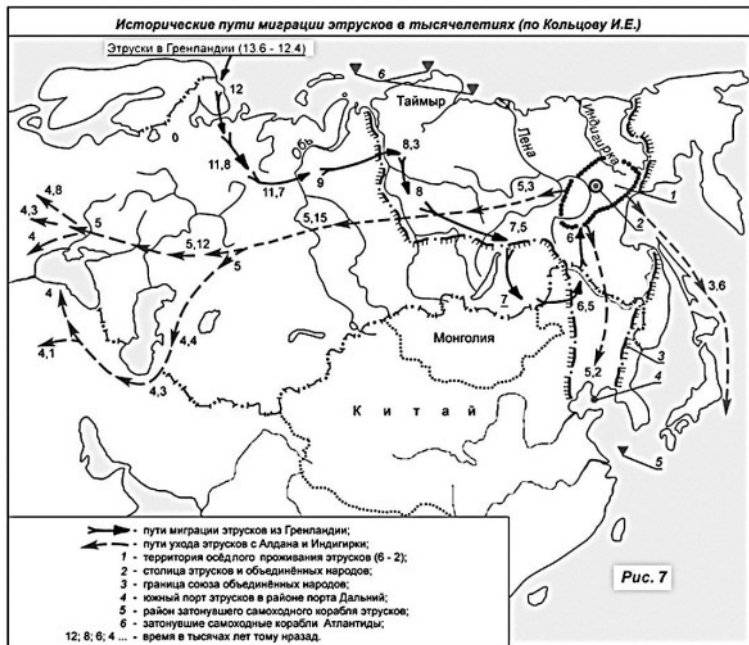 Исторические пути миграции этрусков в тысячелетиях (по Кольцову И.Е.)
Этруски в Гренландии (13.6 - 12.4)
12
6
Таймыр
Обь
Лена
Индигирка
11,8
11,7
9
8,3
8
5,3
7,5
1
2
4,8
4,3
4
5
5,12
5,15
5
6
3,6
4
4,4
7
6,5
4,1
4,3
Монголия
5,2
3
4
Китай
5
- пути миграции этрусков из Гренландии;
- пути ухода этрусков с Алдана и Индигирки;
1 - территория осёдлого проживания этрусков (6 - 2);
2 - столица этрусков и объединённых народов;
3 - граница союза объединённых народов;
4 - южный порт этрусков в районе порта Дальний;
5 - район затонувшего самоходного корабля этрусков;
6 - затонувшие самоходные корабли Атлантиды;
12; 8; 6; 4 ... - время в тысячах лет тому нразад.
Рис. 7